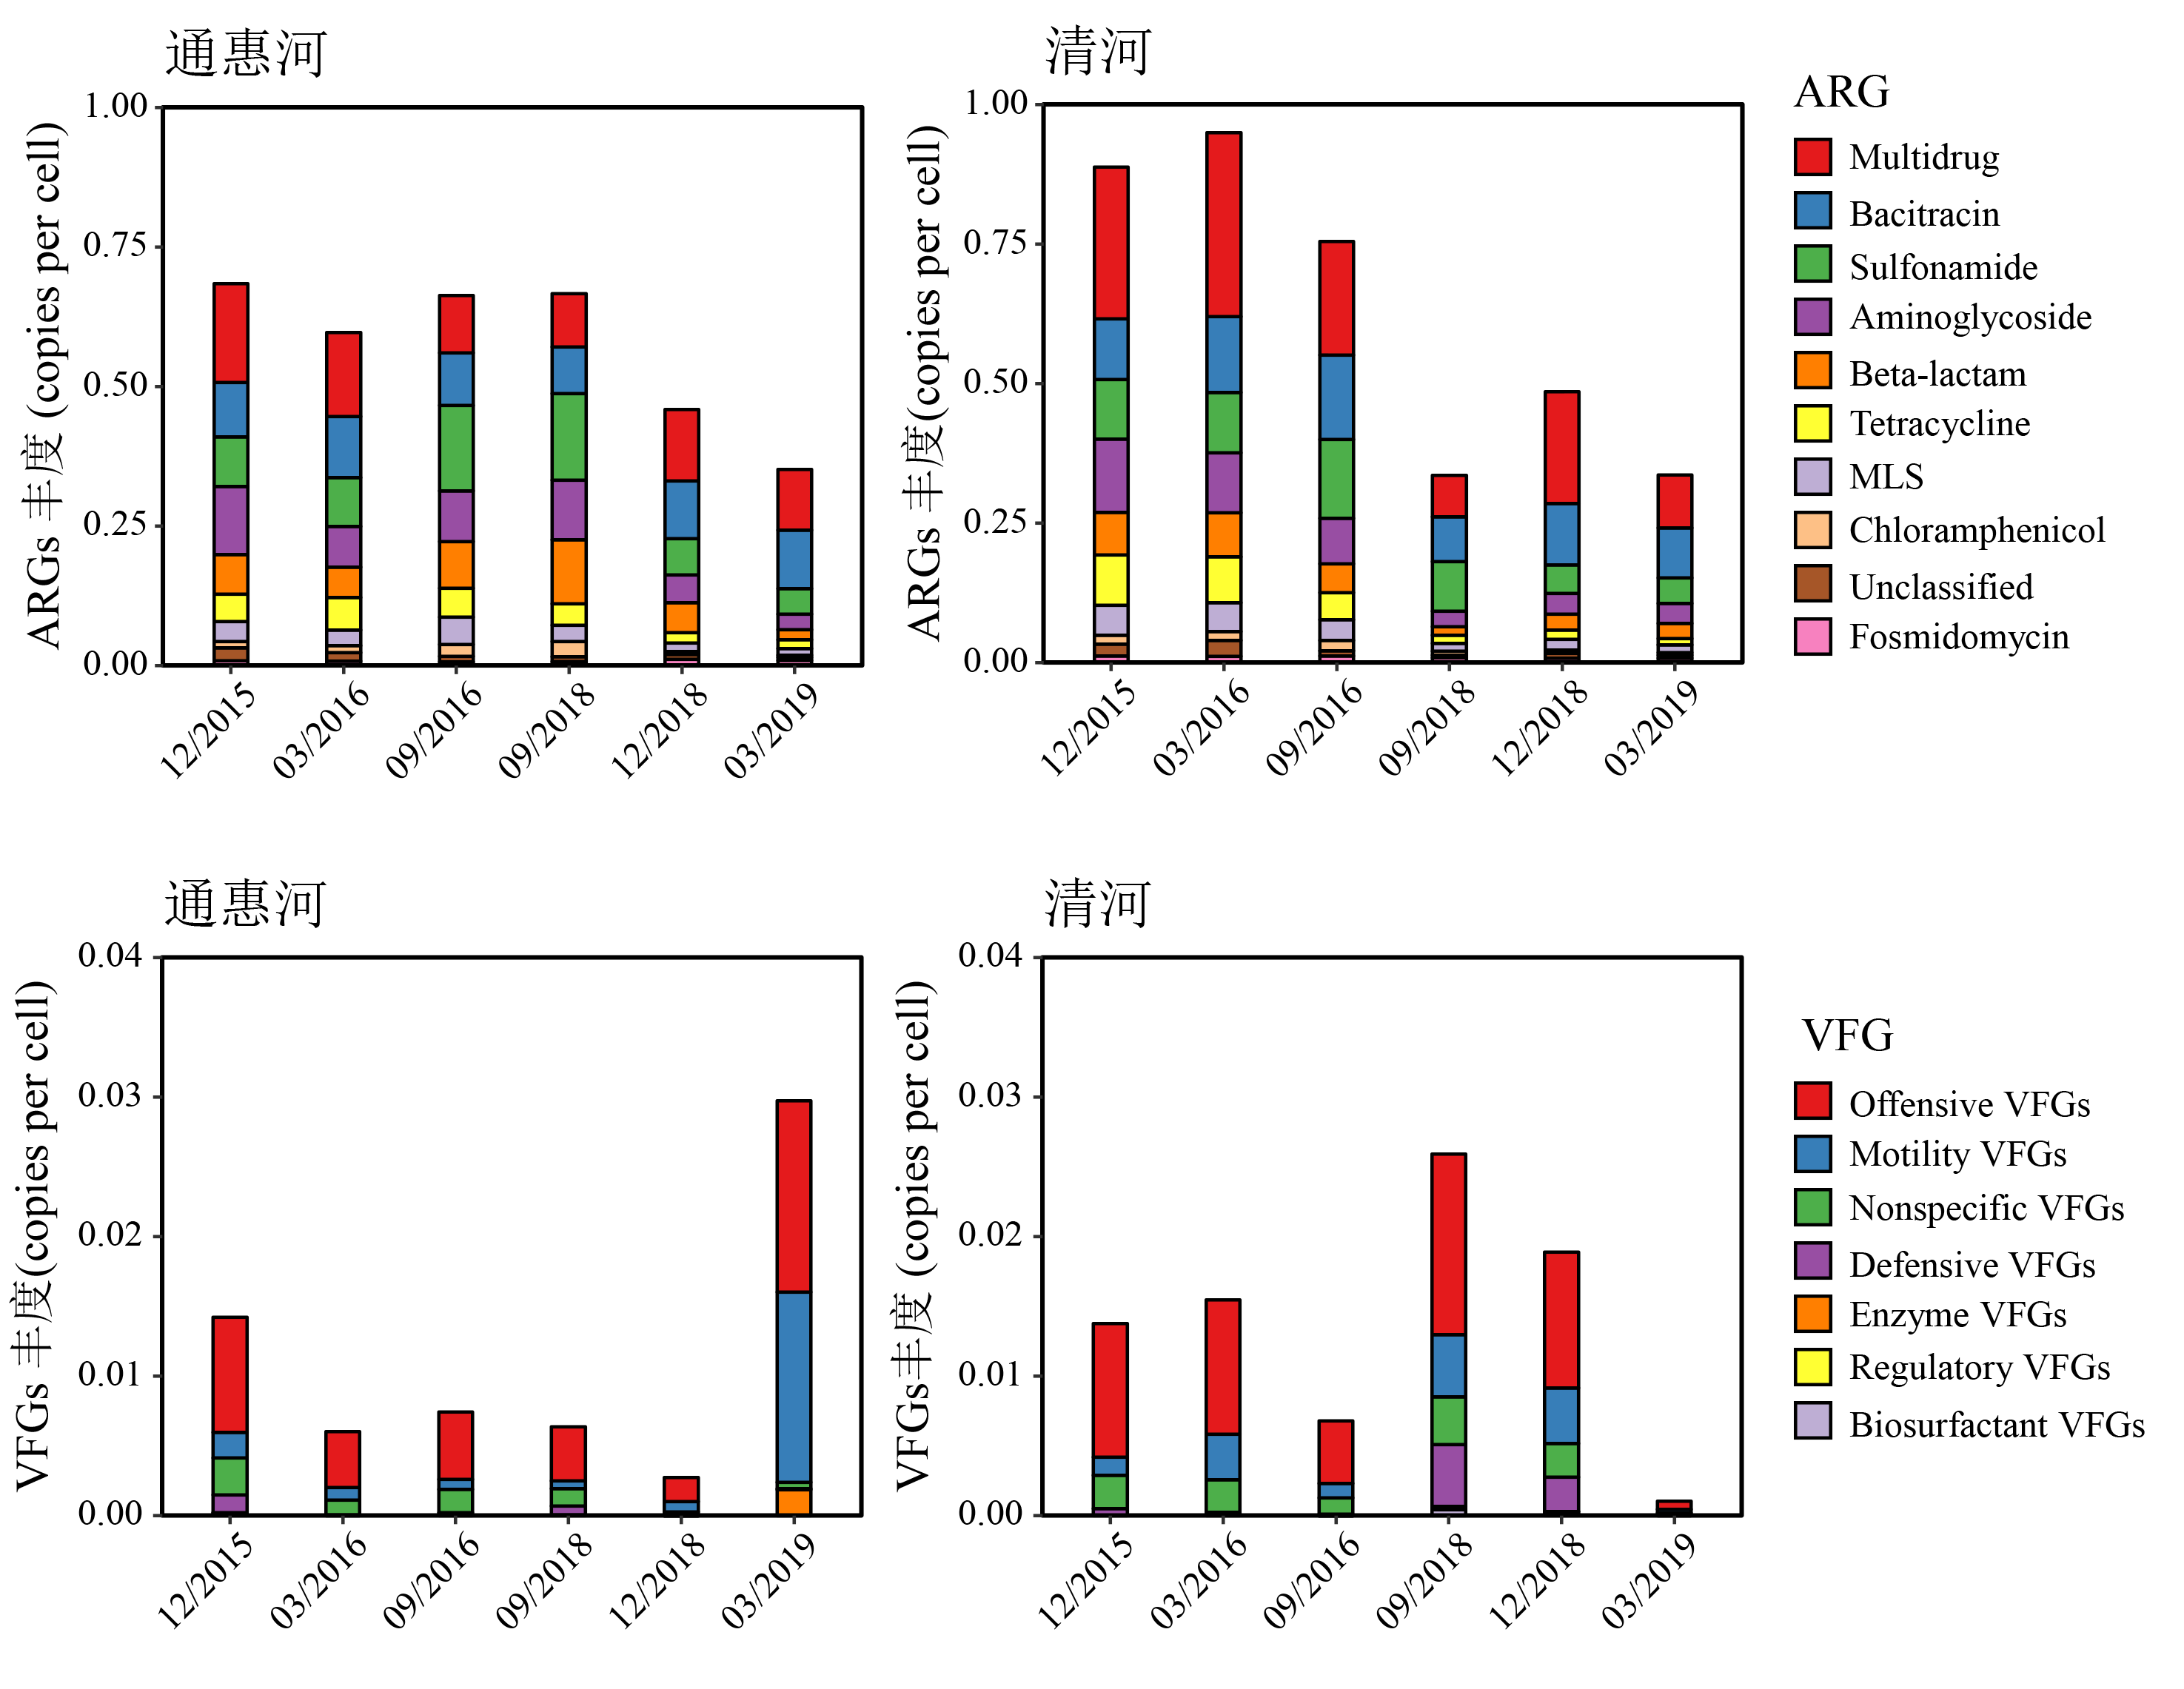 通惠河
ARGs 丰度 (copies per cell)
1.00
0.75
0.50
0.25
0.00
12/2015
03/2016
09/2016
09/2018
12/2018
03/2019
清河
ARGs 丰度(copies per cell)
1.00
0.75
0.50
0.25
0.00
12/2015
03/2016
09/2016
09/2018
12/2018
03/2019
ARG
Multidrug
Bacitracin
Sulfonamide
Aminoglycoside
Beta-lactam
Tetracycline
MLS
Chloramphenicol
Unclassified
Fosmidomycin
通惠河
VFGs 丰度(copies per cell)
0.04
0.03
0.02
0.01
0.00
12/2015
03/2016
09/2016
09/2018
12/2018
03/2019
清河
VFGs丰度 (copies per cell)
0.04
0.03
0.02
0.01
0.00
12/2015
03/2016
09/2016
09/2018
12/2018
03/2019
VFG
Offensive VFGs
Motility VFGs
Nonspecific VFGs
Defensive VFGs
Enzyme VFGs
Regulatory VFGs
Biosurfactant VFGs